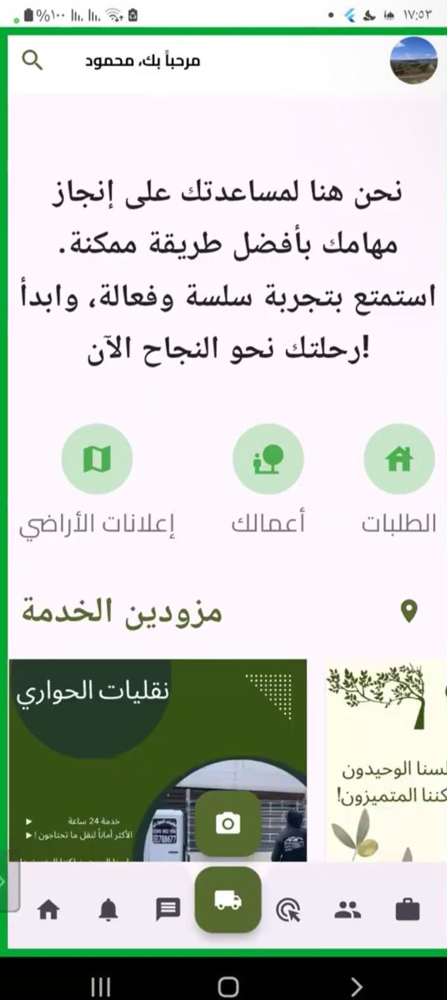 ١٧:٥٣
%١٠٠
مرحباً بك، محمود
نحن هنا لمساعدتك على إنجاز
مهامك بأفضل طريقة ممكنة.
استمتع بتجربة سلسة وفعالة، وابدأ
!رحلتك نحو النجاح الآن
الطلبات
أعمالك
إعلانات الأراضي
مزودين الخدمة
نقليات الحواري
خدمة 24 ساعة
الأكثر أماناً لنقل ما تحتاجون !
788677
لسنا الوحيدون
كننا المتميزون!